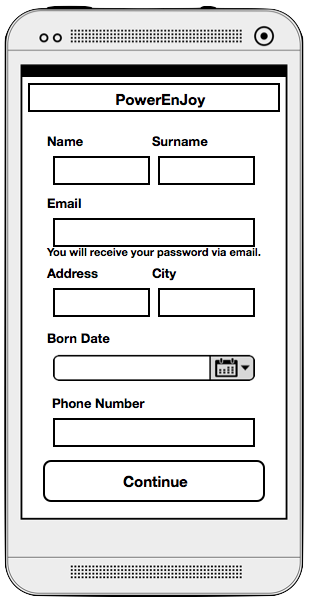 PowerEnJoy
Name Surname
Email
You will receive your password via email.
Address City
Born Date
Phone Number
Continue